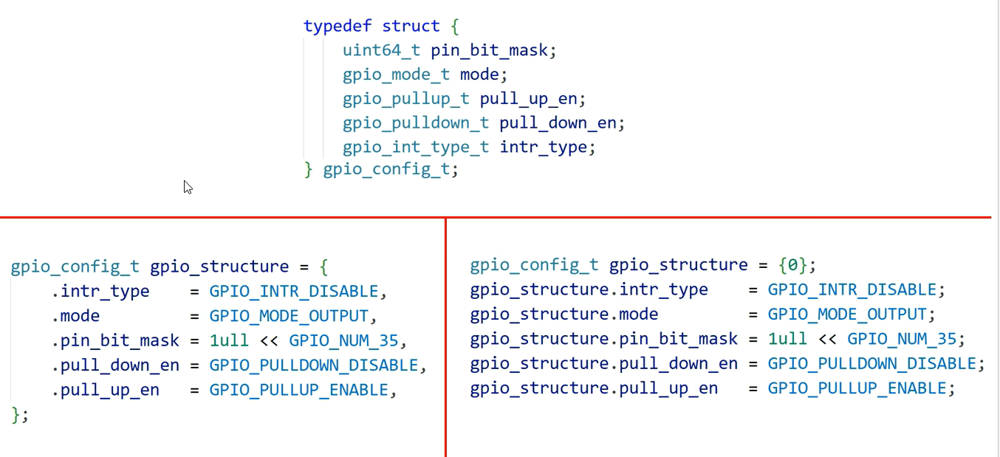 typedef struct {
uint64_t pin_bit_mask;
gpio_mode_t mode;
gpio_pullup_t pull_up_en;
gpio_pulldown_t pull_down_en;
gpio_int_type_t intr_type;
} gpio_config_t;
gpio_config_t gpio_structure = {
.intr_type = GPIO_INTR_DISABLE,
.mode = GPIO_MODE_OUTPUT,
.pin_bit_mask = 1ull << GPIO_NUM_35,
.pull_down_en = GPIO_PULLDOWN_DISABLE,
.pull_up_en = GPIO_PULLUP_ENABLE,
};
gpio_config_t gpio_structure = {0};
gpio_structure.intr_type = GPIO_INTR_DISABLE;
gpio_structure.mode = GPIO_MODE_OUTPUT;
gpio_structure.pin_bit_mask = 1ull << GPIO_NUM_35;
gpio_structure.pull_down_en = GPIO_PULLDOWN_DISABLE;
gpio_structure.pull_up_en = GPIO_PULLUP_ENABLE;